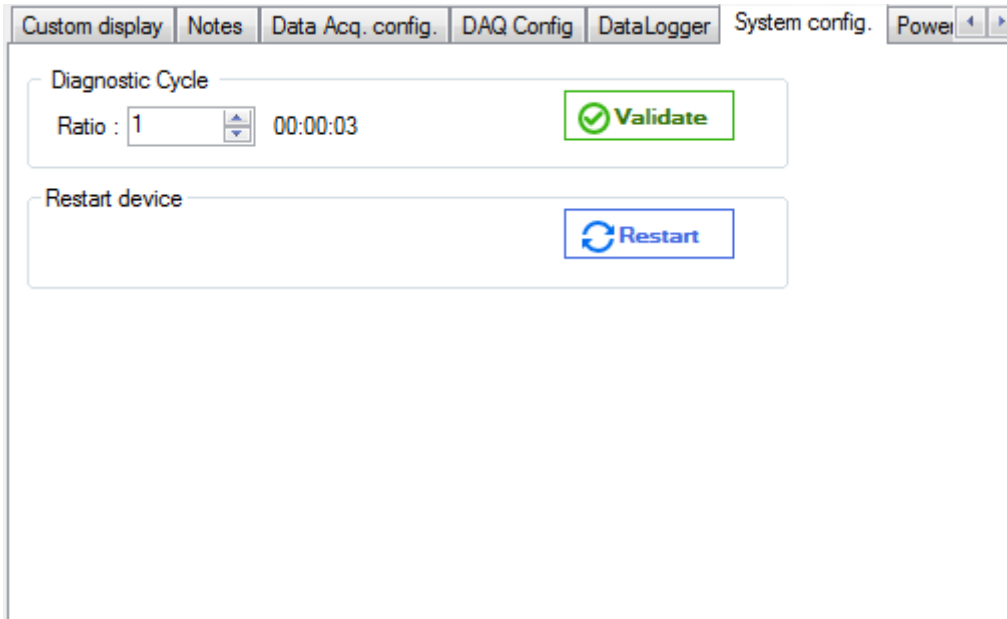 Custom display Notes Data Acq. config. DAQ Config DataLogger System config.
Diagnostic Cycle
Ratio : 1 00:00:03 Validate
Restart device
Restart